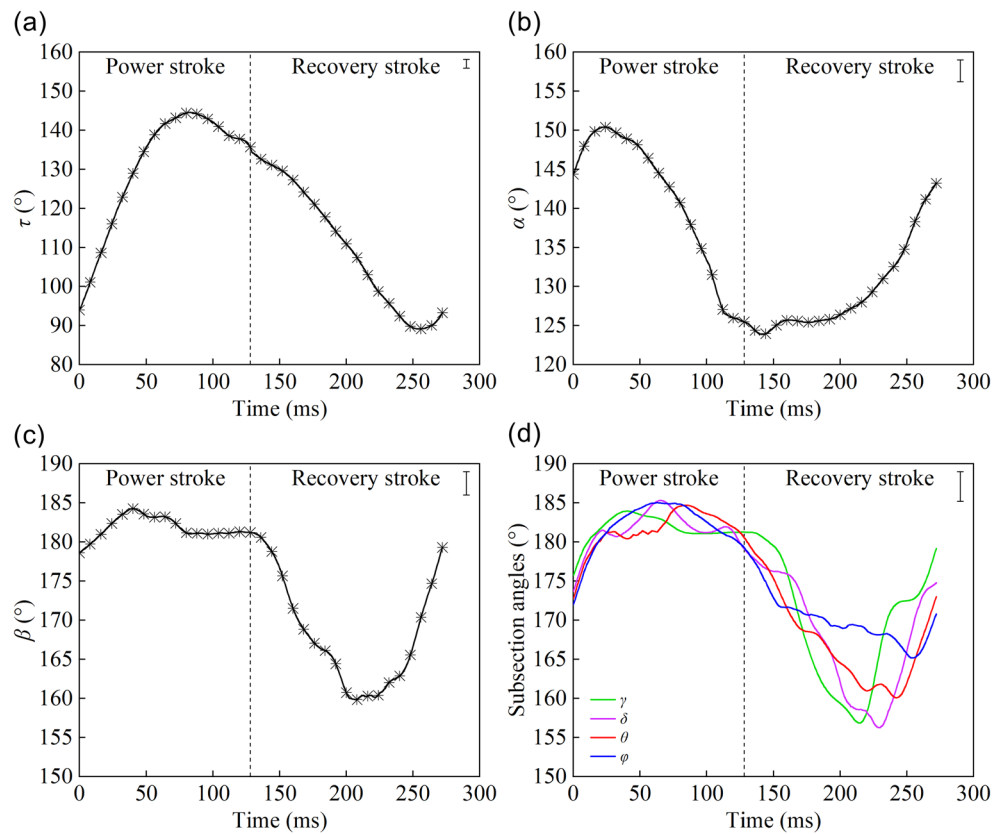 (a)
160
150
140
130
120
110
100
90
80
τ (°)
Power stroke
Recovery stroke
0 50 100 150 200 250 300
Time (ms)
(b)
160
155
150
145
140
135
130
125
120
α (°)
Power stroke
Recovery stroke
0 50 100 150 200 250 300
Time (ms)
(c)
190
185
180
175
170
165
160
155
150
β (°)
Power stroke
Recovery stroke
0 50 100 150 200 250 300
Time (ms)
(d)
190
185
180
175
170
165
160
155
150
Subsection angles (°)
Power stroke
Recovery stroke
γ
δ
θ
φ
0 50 100 150 200 250 300
Time (ms)